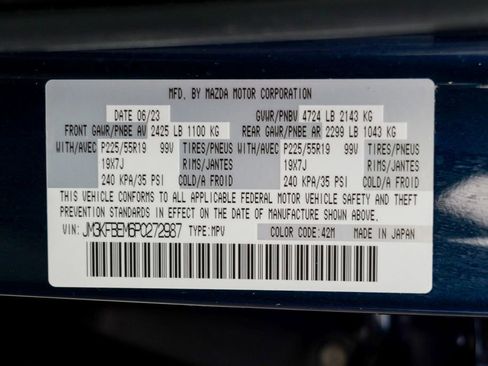 MFD. BY MAZDA MOTOR CORPORATION
DATE 06/23 GVWR/PNBV 4724 LB 2143 KG
FRONT GAWR/PNBE AV 2425 LB 1100 KG REAR GAWR/PNBE AR 2299 LB 1043 KG
WITH/AVEC P225/55R19 99V TIRES/PNEUS WITH/AVEC P225/55R19 99V TIRES/PNEUS
19X7J RIMS/JANTES 19X7J RIMS/JANTES
240 KPA/35 PSI COLD/A FROID 240 KPA/35 PSI COLD/A FROID
THIS VEHICLE CONFORMS TO ALL APPLICABLE FEDERAL MOTOR VEHICLE SAFETY AND THEFT
PREVENTION STANDARDS IN EFFECT ON THE DATE OF MANUFACTURE SHOWN ABOVE.
VIN: JM3KFBEM6P0272987 TYPE:MPV COLOR CODE:42M MADE IN JAPAN